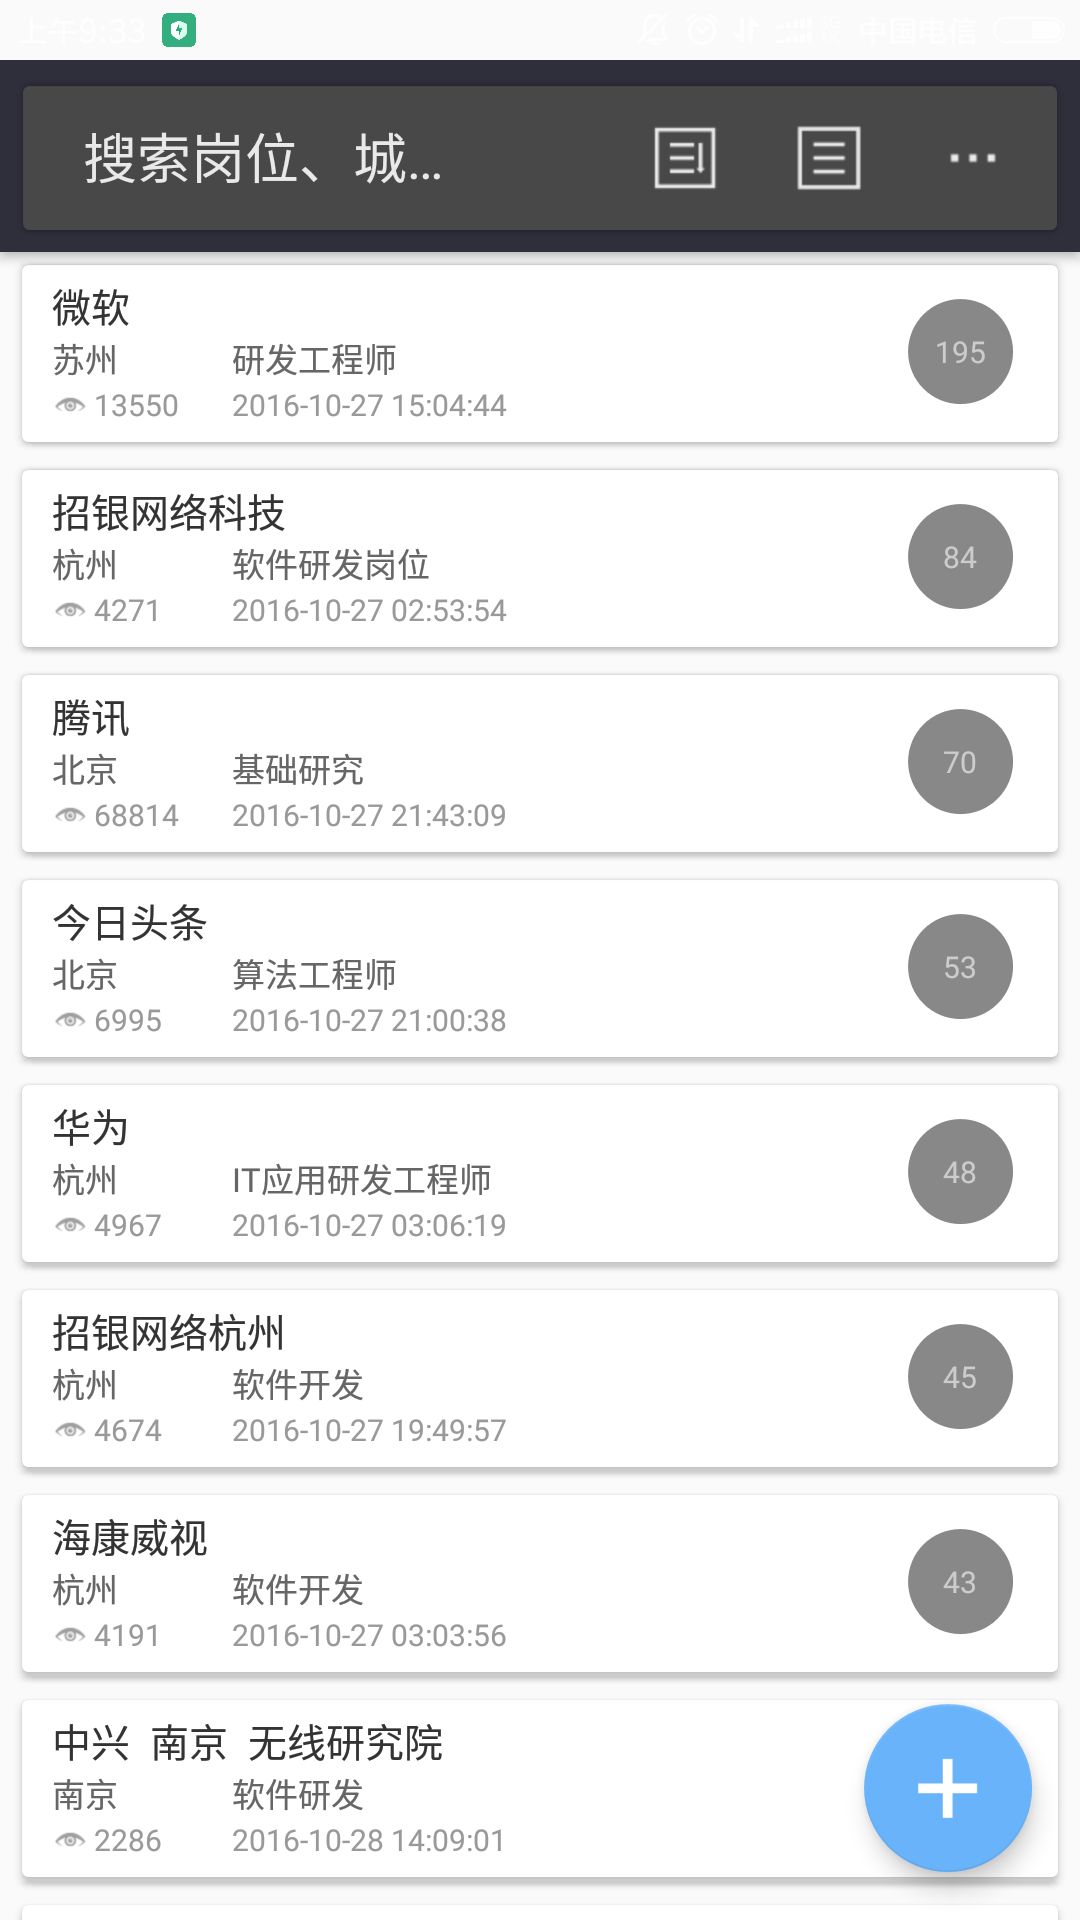 上午9:33 中国电信
搜索岗位、城...
微软
苏州 研发工程师 195
13550 2016-10-27 15:04:44
招银网络科技
杭州 软件研发岗位 84
4271 2016-10-27 02:53:54
腾讯
北京 基础研究 70
68814 2016-10-27 21:43:09
今日头条
北京 算法工程师 53
6995 2016-10-27 21:00:38
华为
杭州 IT应用研发工程师 48
4967 2016-10-27 03:06:19
招银网络杭州
杭州 软件开发 45
4674 2016-10-27 19:49:57
海康威视
杭州 软件开发 43
4191 2016-10-27 03:03:56
中兴 南京 无线研究院
南京 软件研发
2286 2016-10-28 14:09:01